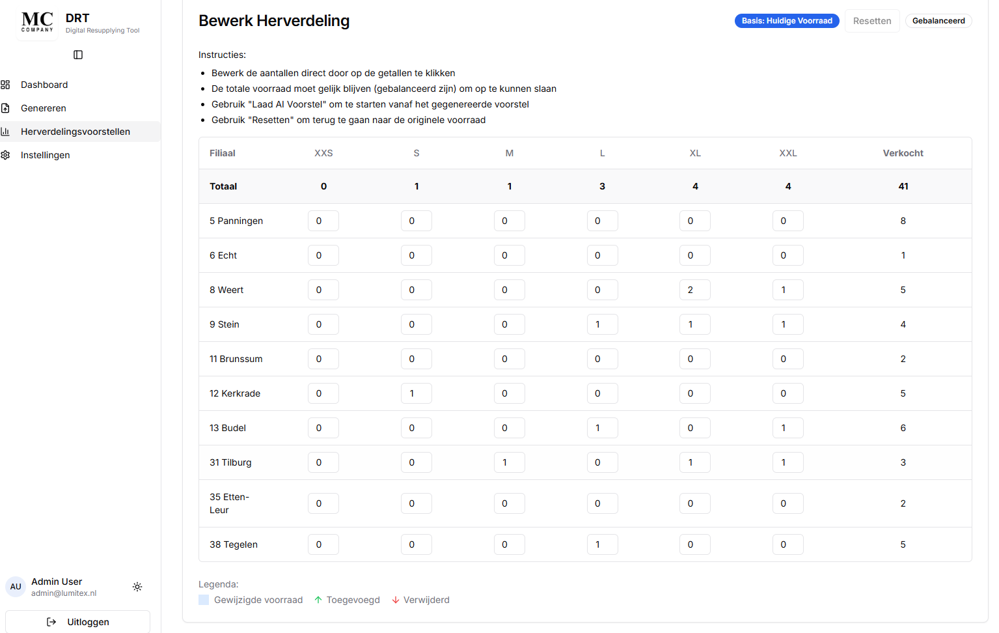 MC
COMPANY
DRT
Digital Resupplying Tool
Dashboard
Genereren
Herverdelingsvoorstellen
Instellingen
AU
Admin User
admin@lumitex.nl
Uitloggen
Bewerk Herverdeling
Basis: Huidige Voorraad
Resetten
Gebalanceerd
Instructies:
• Bewerk de aantallen direct door op de getallen te klikken
• De totale voorraad moet gelijk blijven (gebalanceerd zijn) om op te kunnen slaan
• Gebruik "Laad AI Voorstel" om te starten vanaf het gegenereerde voorstel
• Gebruik "Resetten" om terug te gaan naar de originele voorraad
Filiaal XXS S M L XL XXL Verkocht
Totaal 0 1 1 3 4 4 41
5 Panningen 0 0 0 0 0 0 8
6 Echt 0 0 0 0 0 0 1
8 Weert 0 0 0 0 2 1 5
9 Stein 0 0 0 1 1 1 4
11 Brunssum 0 0 0 0 0 0 2
12 Kerkrade 0 1 0 0 0 0 5
13 Budel 0 0 0 1 0 1 6
31 Tilburg 0 0 1 0 1 1 3
35 Etten-
Leur 0 0 0 0 0 0 2
38 Tegelen 0 0 0 1 0 0 5
Legenda:
Gewijzigde voorraad ↑ Toegevoegd ↓ Verwijderd